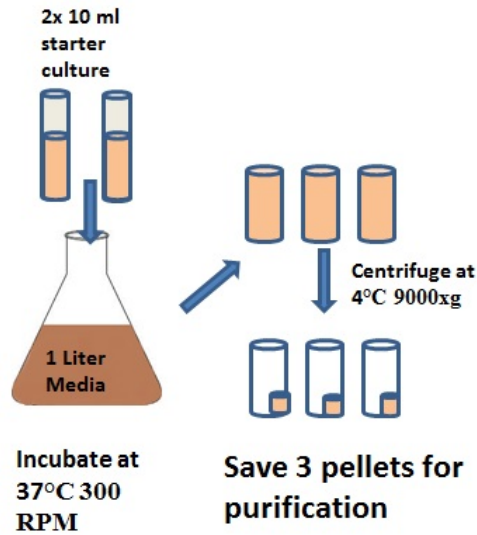 2x 10 ml
starter
culture
1 Liter
Media
Incubate at
37°C 300
RPM
Centrifuge at
4°C 9000xg
Save 3 pellets for
purification